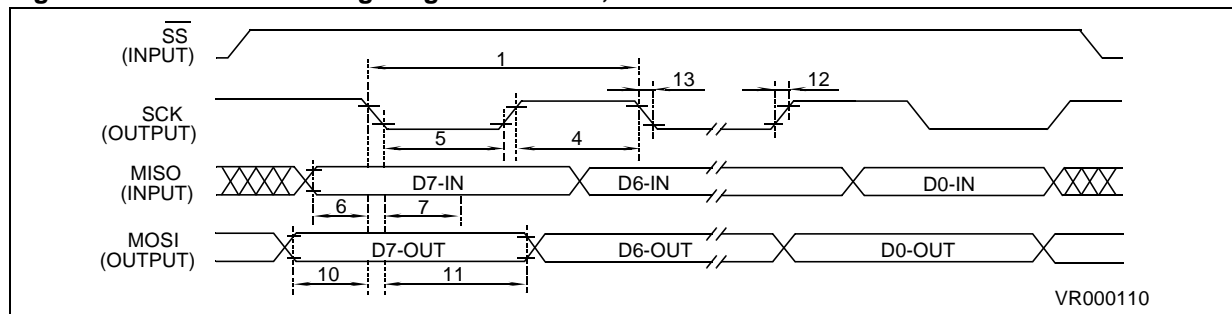 SS
(INPUT)
1
13
12
SCK
(OUTPUT)
5
4
MISO
(INPUT)
D7-IN
D6-IN
D0-IN
6
7
MOSI
(OUTPUT)
D7-OUT
D6-OUT
D0-OUT
10
11
VR000110